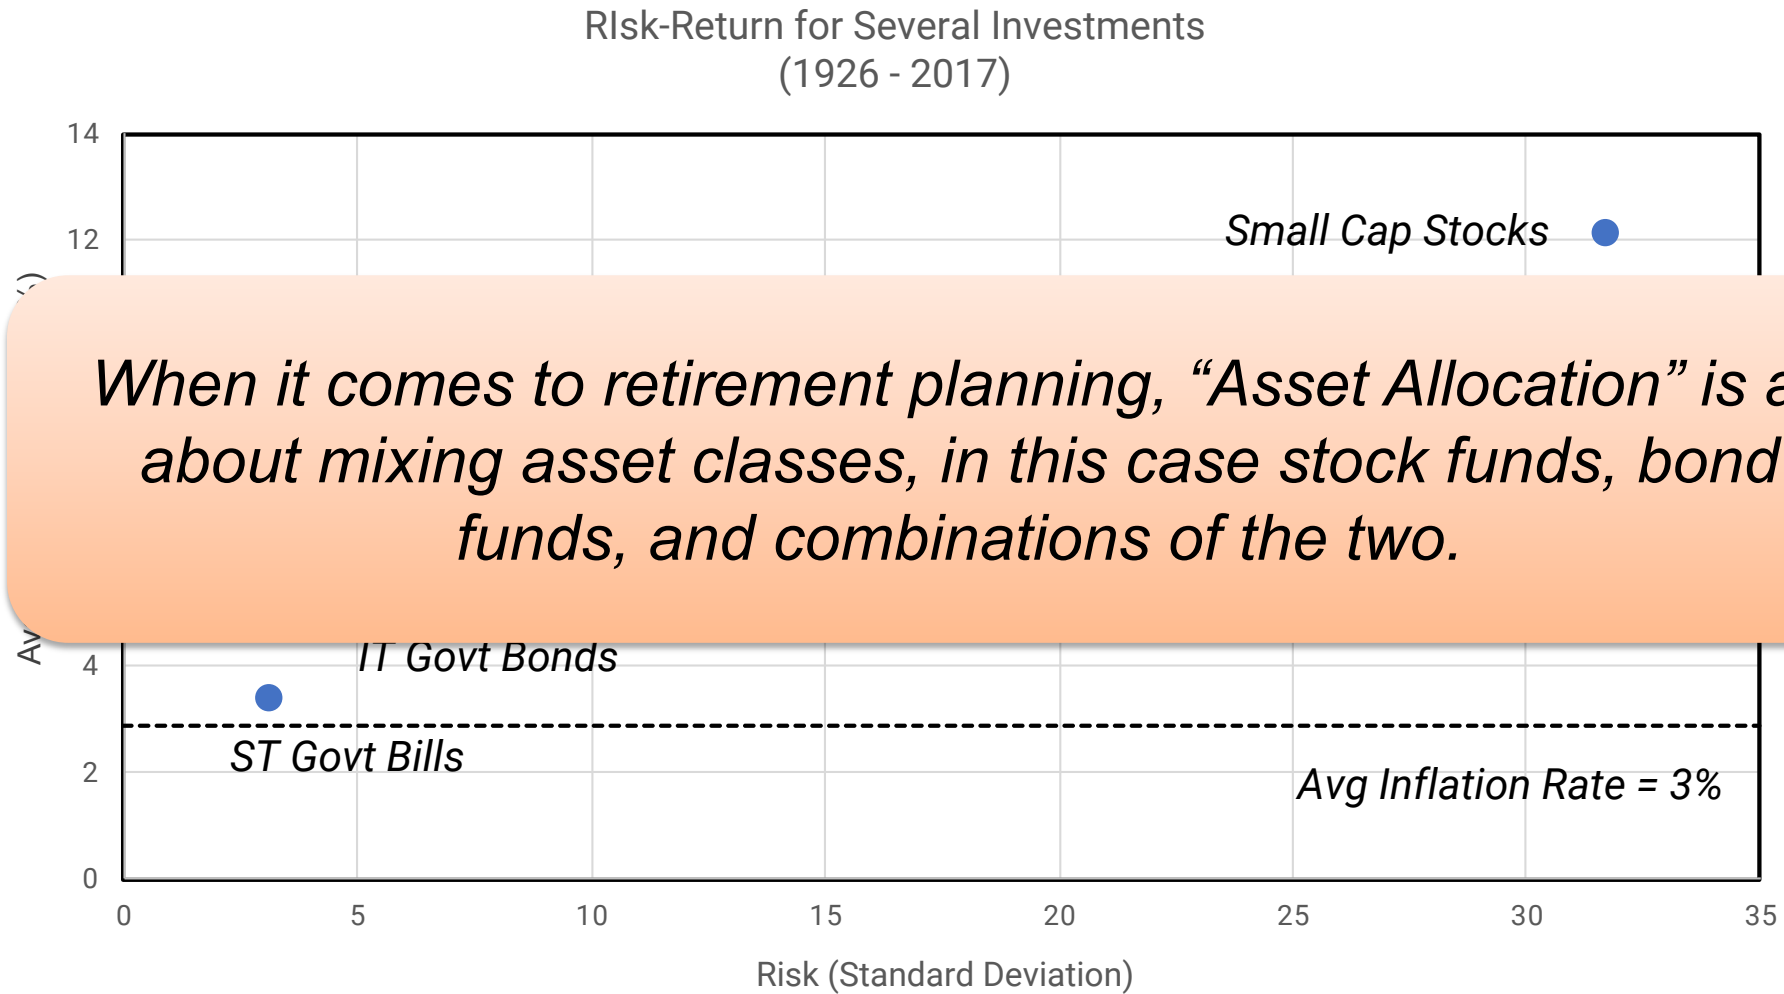 RIsk-Return for Several Investments
(1926 - 2017)
14
12
Small Cap Stocks
When it comes to retirement planning, “Asset Allocation” is
about mixing asset classes, in this case stock funds, bond
funds, and combinations of the two.
IT Govt Bonds
4
ST Govt Bills
2
Avg Inflation Rate = 3%
0
0 5 10 15 20 25 30 35
Risk (Standard Deviation)